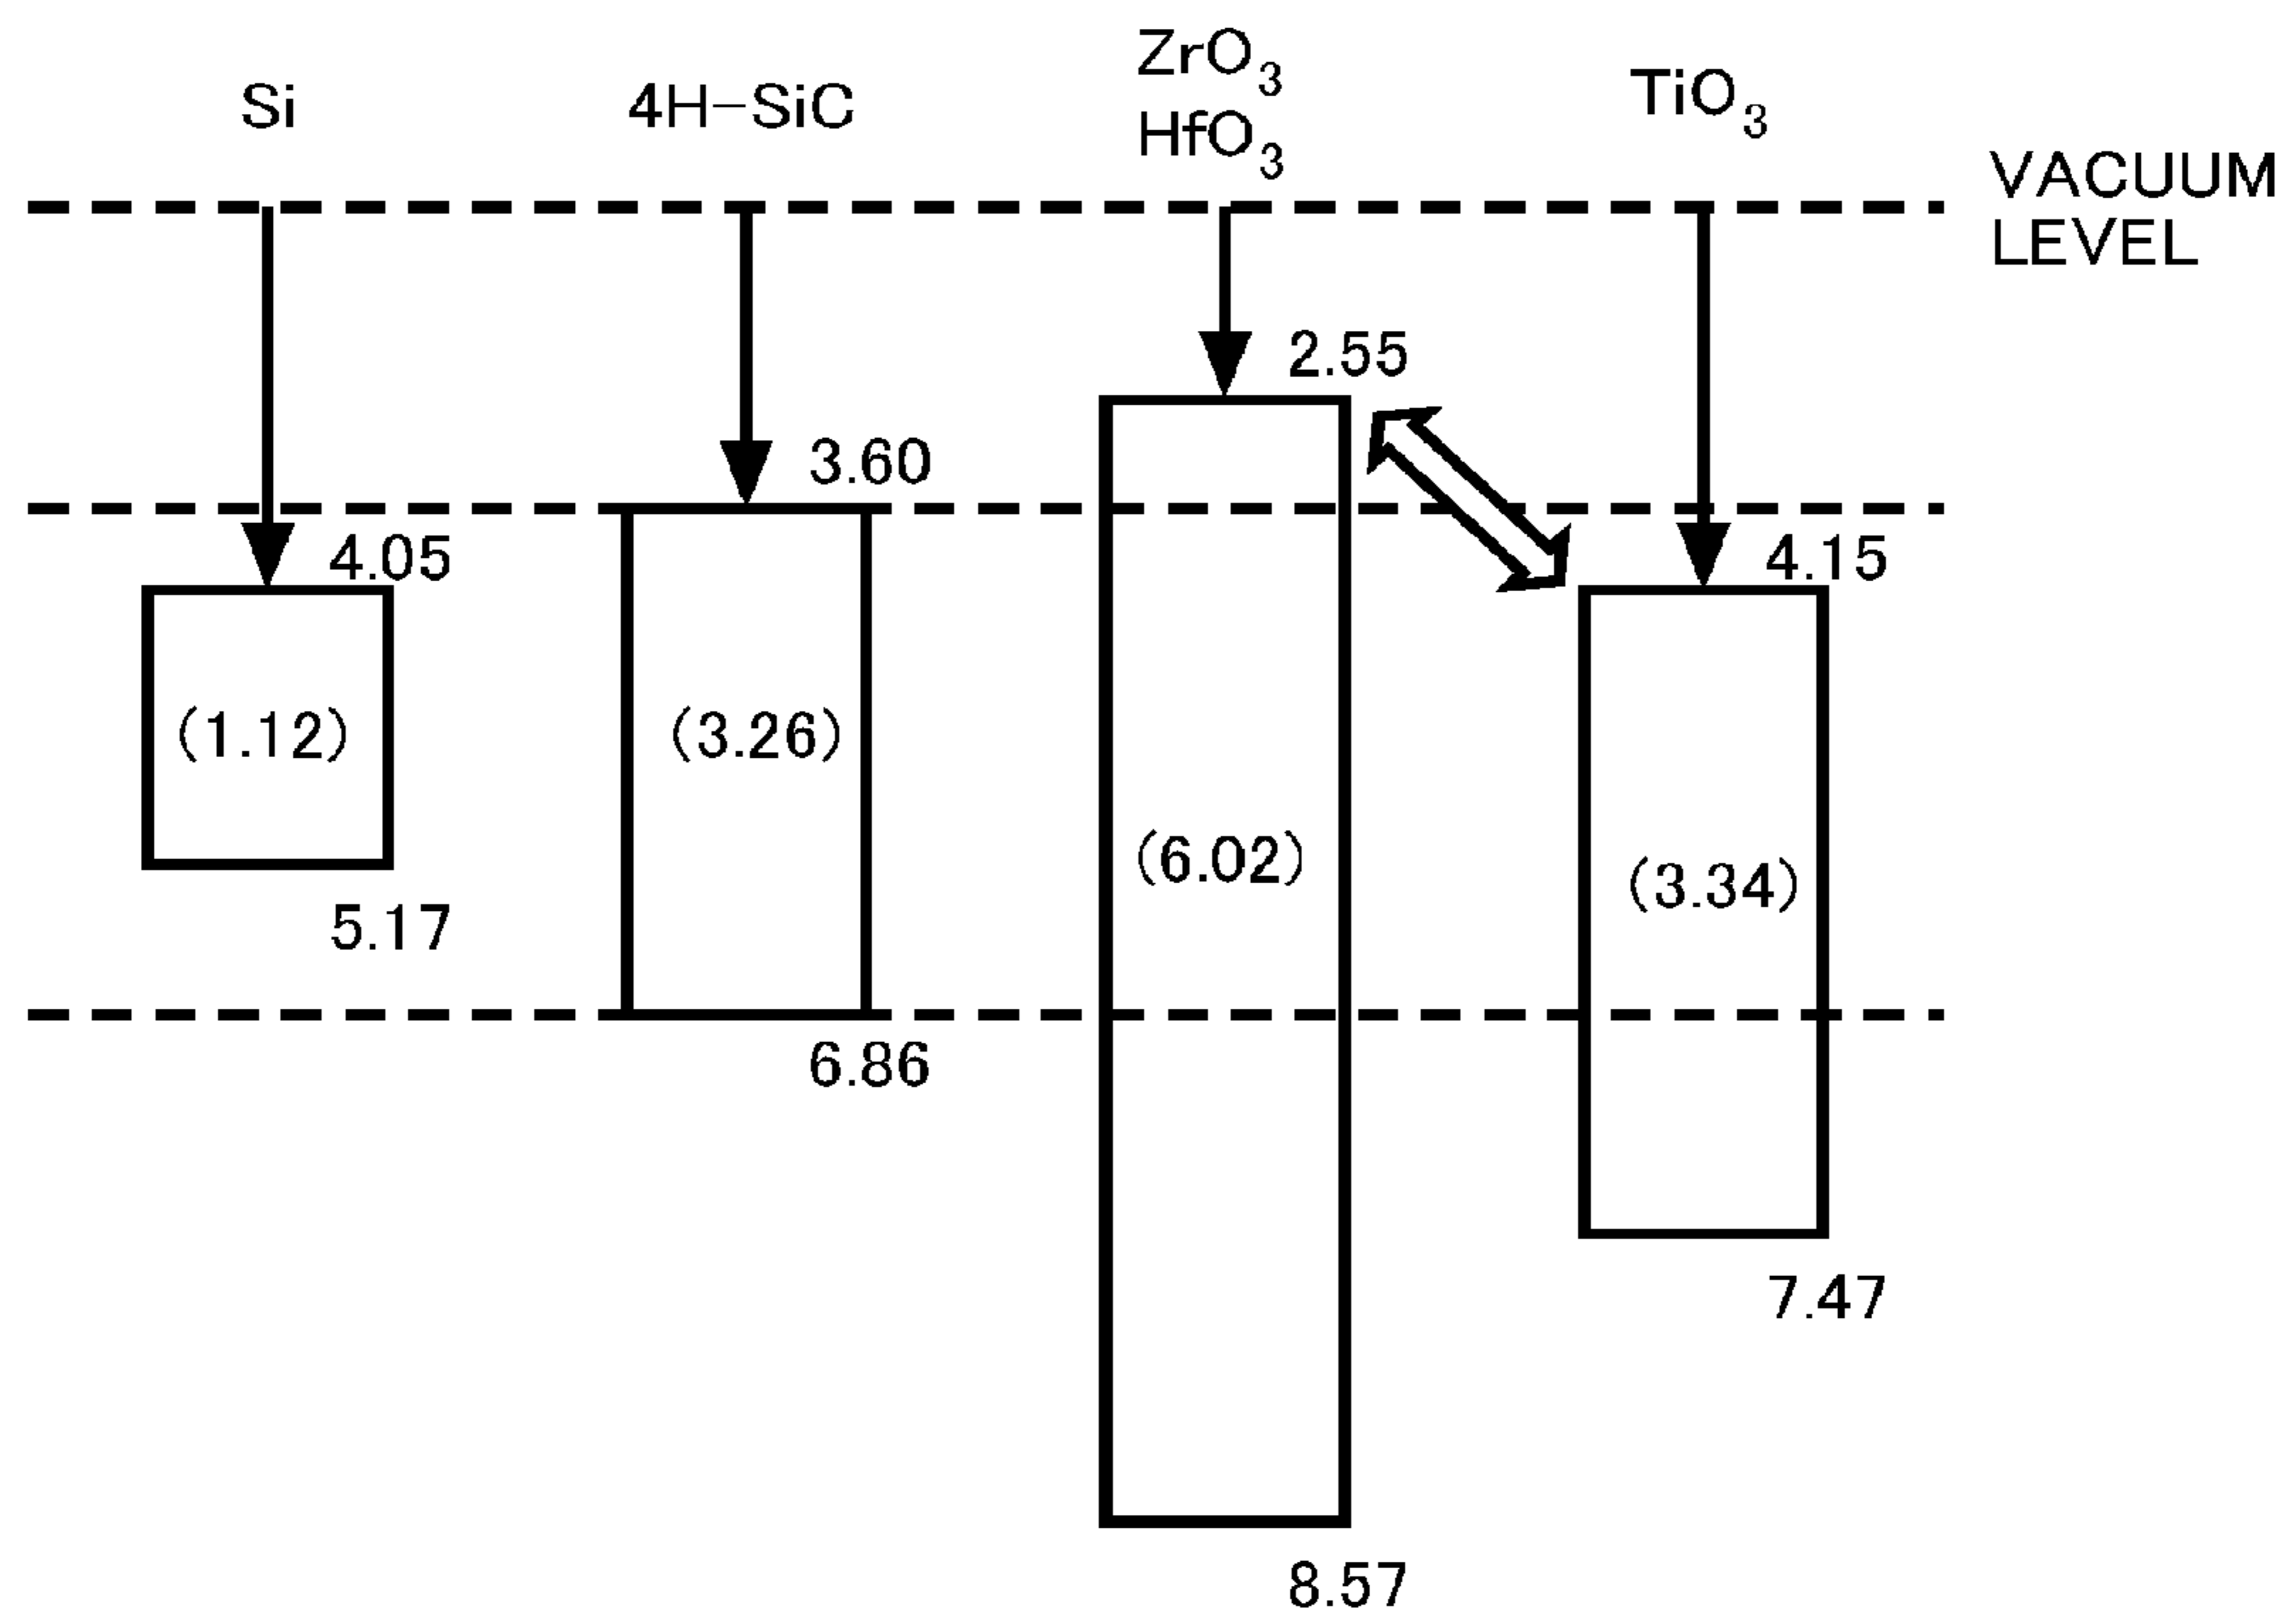 Si
4H-SiC
ZrO₃
HfO₃
TiO₃
VACUUM
LEVEL
2.55
3.60
4.05
4.15
(1.12)
(3.26)
(6.02)
(3.34)
5.17
6.86
7.47
8.57